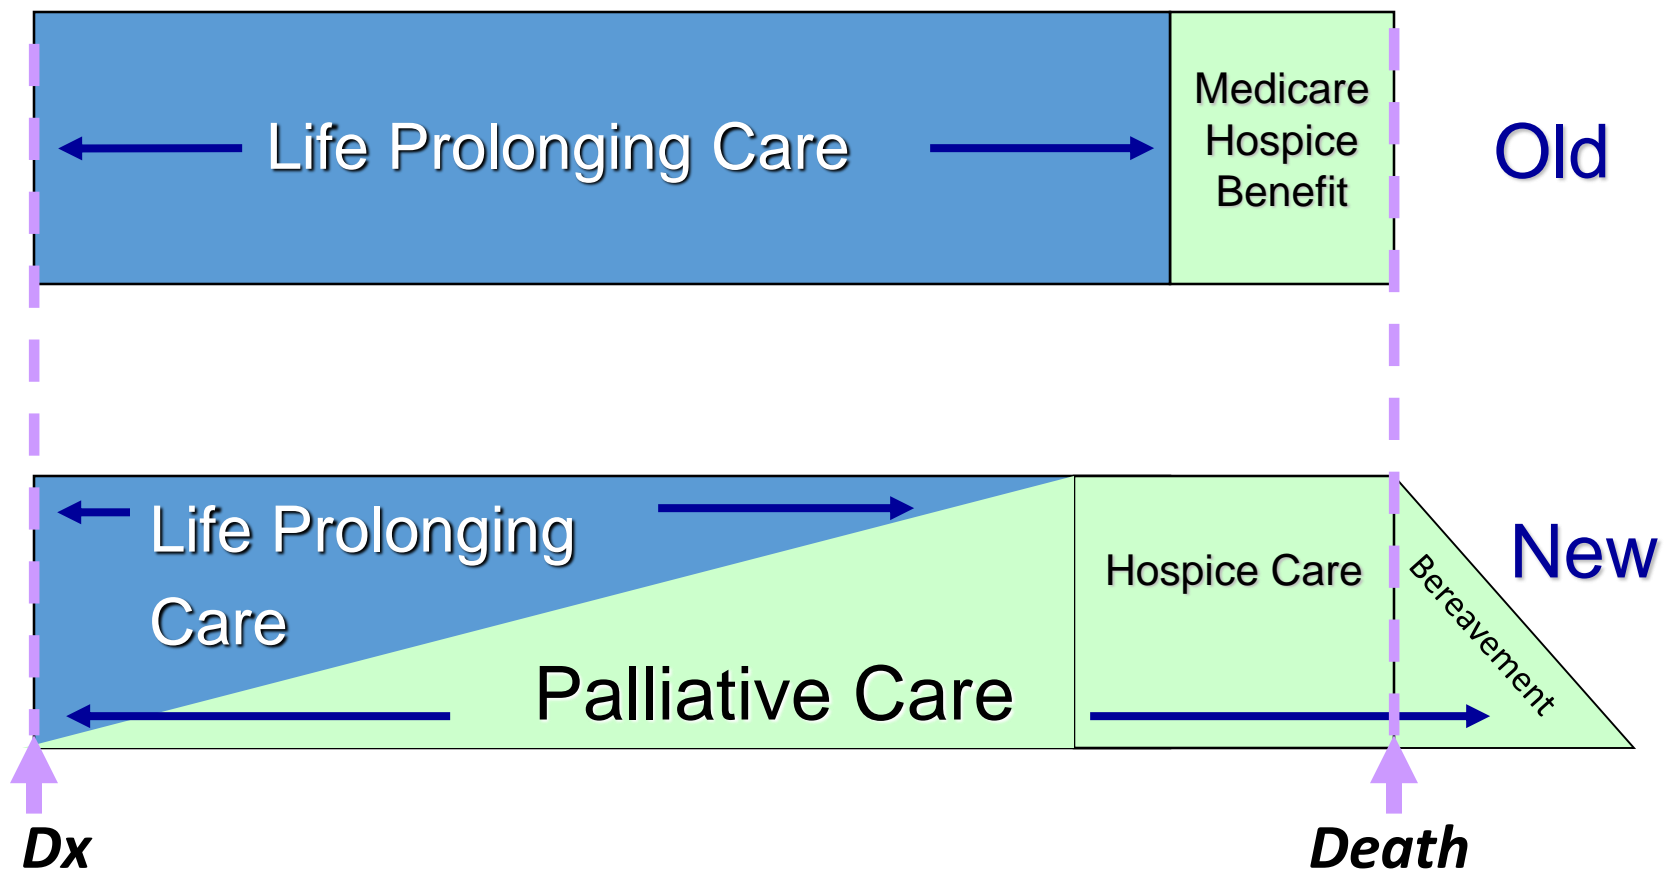 Life Prolonging Care
Medicare
Hospice
Benefit
Old
Life Prolonging
Care
Palliative Care
Hospice Care
Bereavement
New
Dx
Death